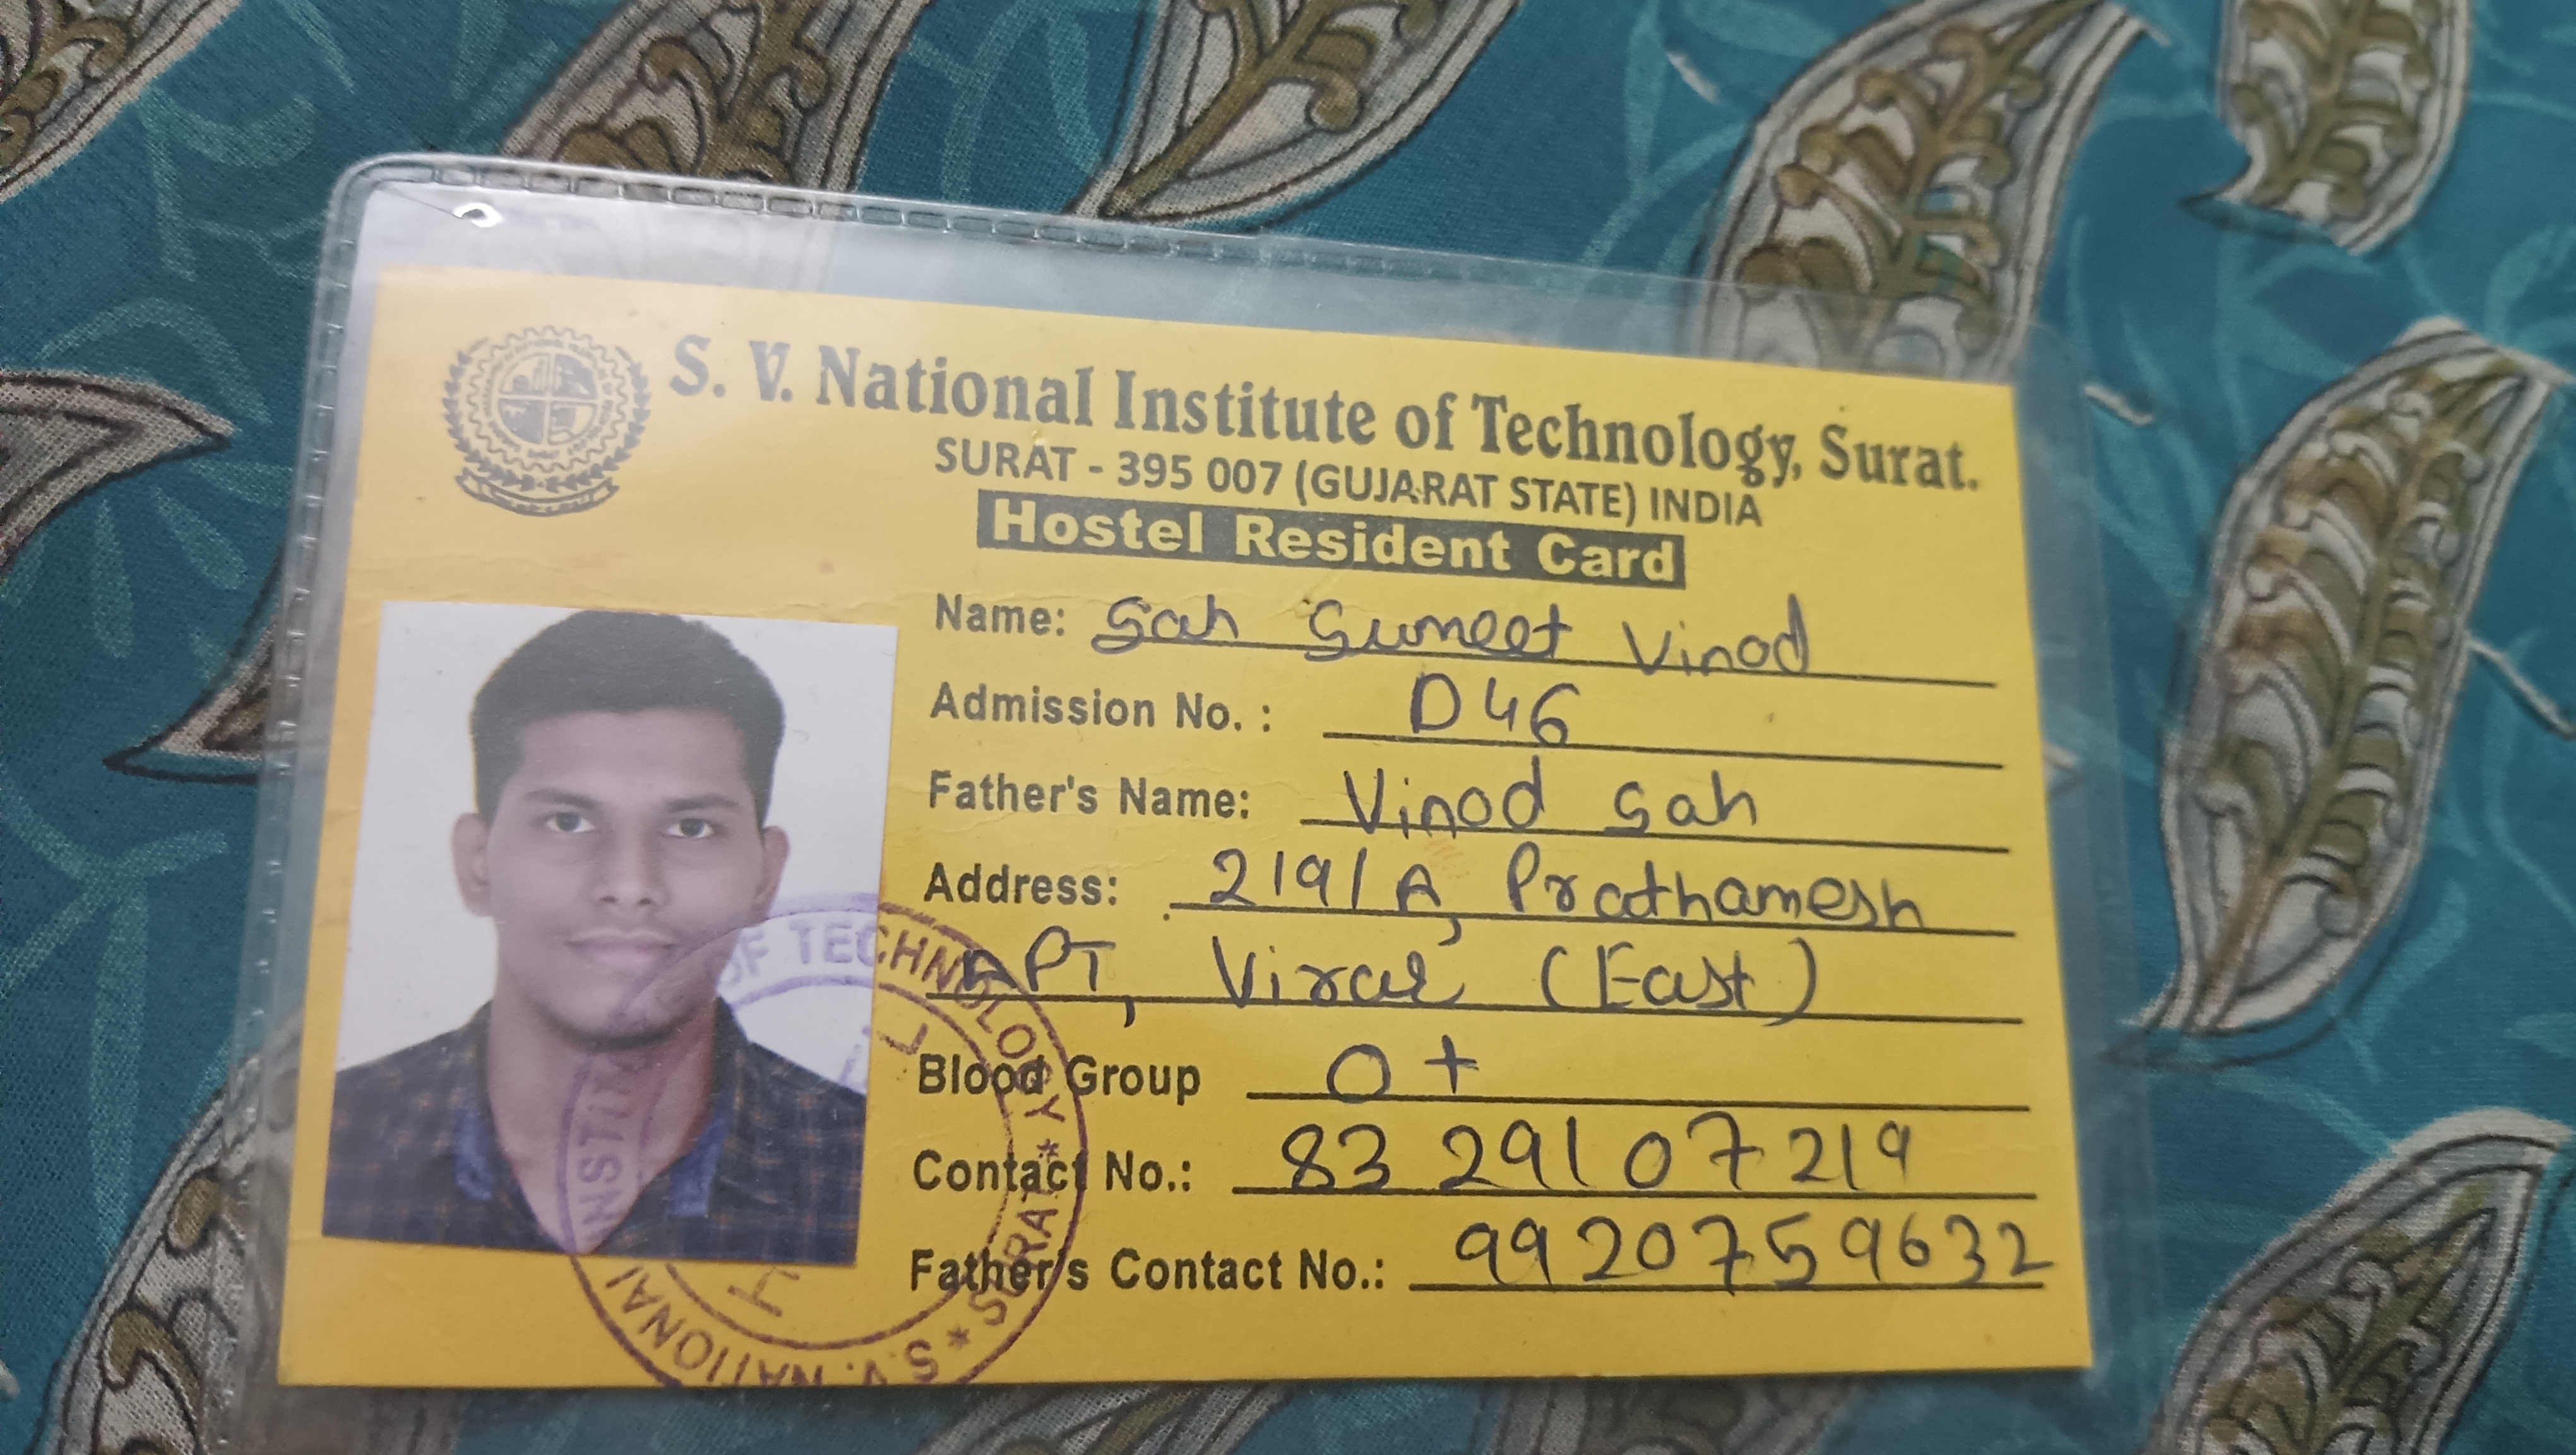 S. V. National Institute of Technology, Surat.
SURAT - 395 007 (GUJARAT STATE) INDIA
Hostel Resident Card
Name: Sah Sumeet Vinod
Admission No. : D46
Father's Name: Vinod Sah
Address: 219/A, Prathamesh
APT, Virar (East)
Blood Group O+
Contact No.: 83 29107219
Father's Contact No.: 9920759632
S.V. NATIONAL INSTITUTE OF TECHNOLOGY * SURAT *